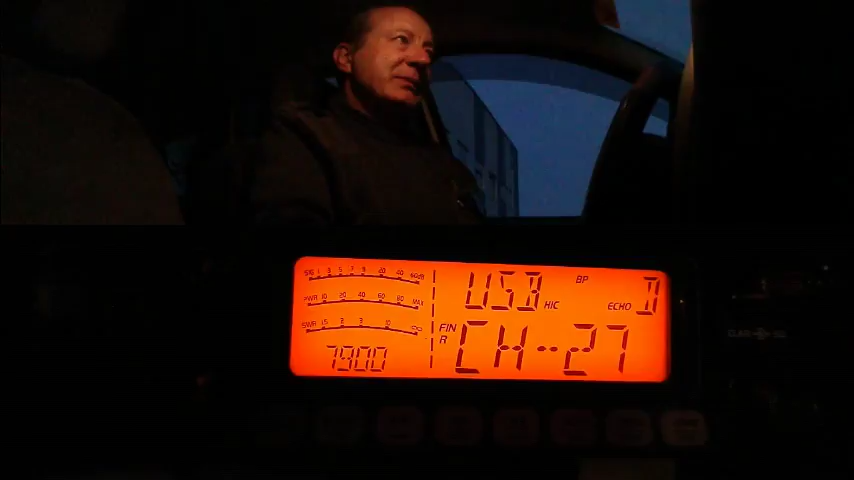 SIG 1 3 5 7 9 20 40 60dB
PWR 10 20 40 60 80 MAX
SWR 1.5 2 3 10 ∞
7900
USB HIC BP ECHO D
FIN R CH-27